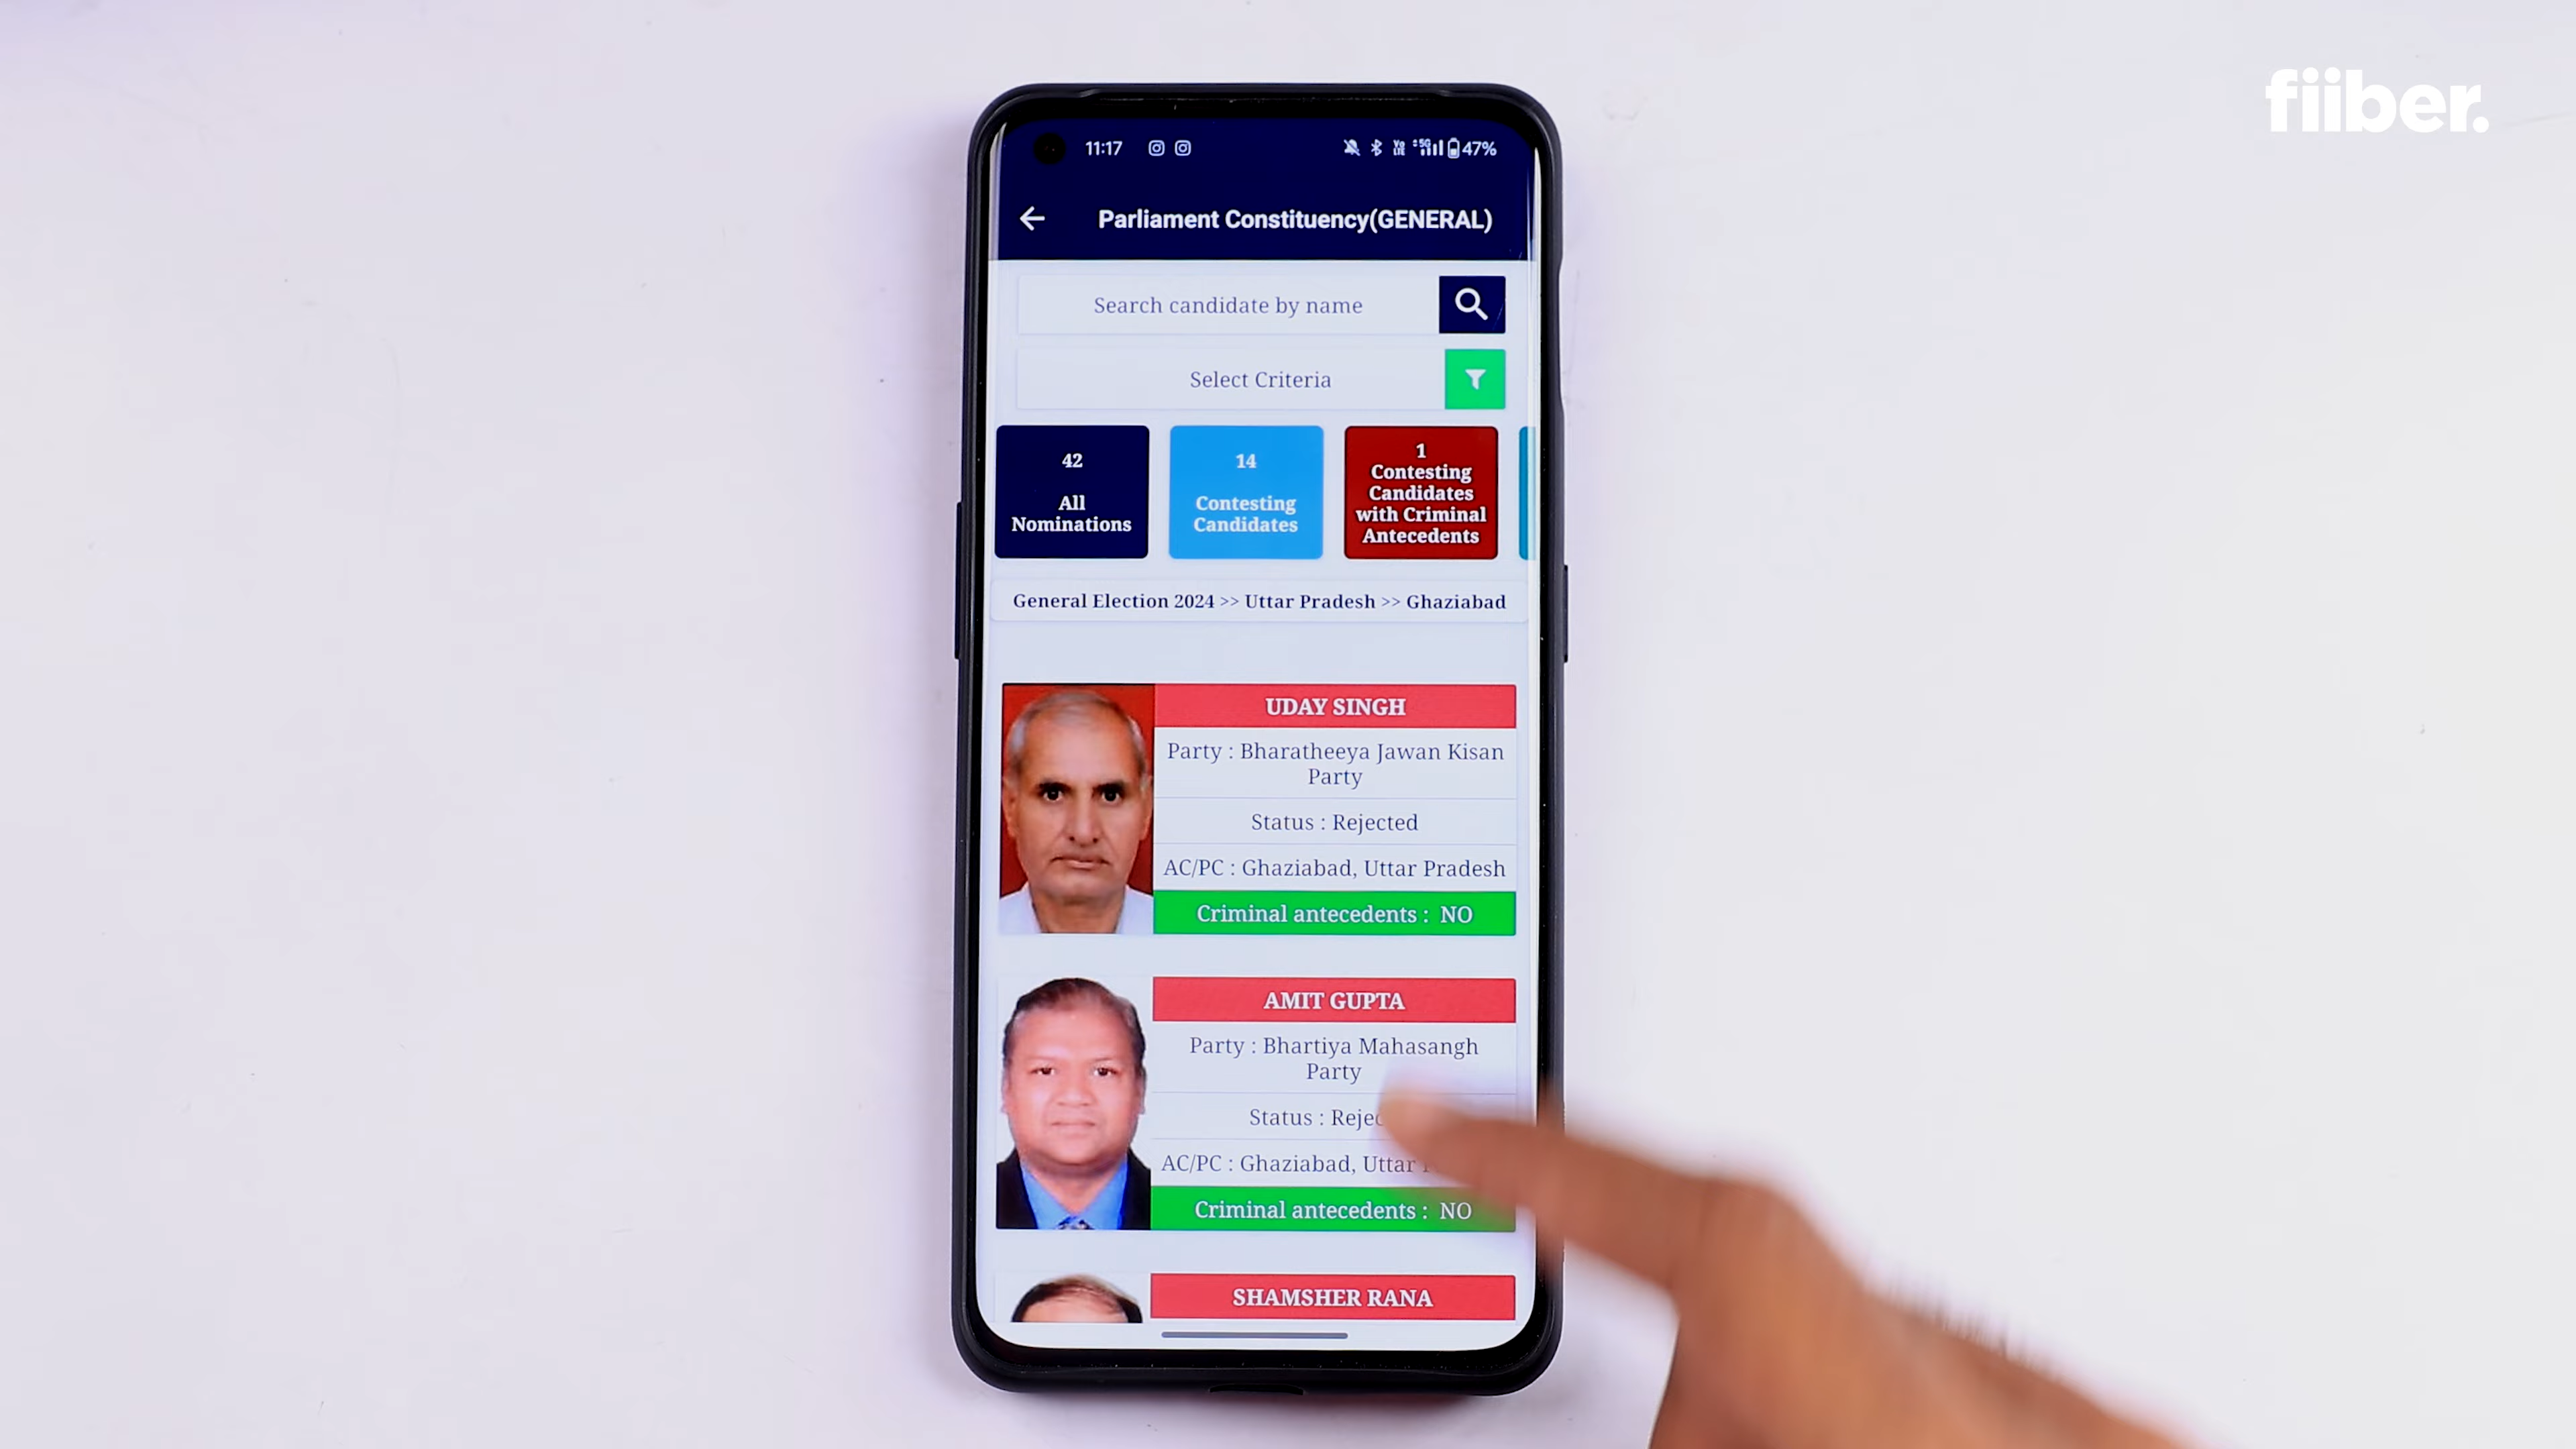 fiiber.
11:17
5G
47%
Parliament Constituency(GENERAL)
Search candidate by name
Select Criteria
42
All
Nominations
14
Contesting
Candidates
1
Contesting
Candidates
with Criminal
Antecedents
General Election 2024 >> Uttar Pradesh >> Ghaziabad
UDAY SINGH
Party : Bharatheeya Jawan Kisan
Party
Status : Rejected
AC/PC : Ghaziabad, Uttar Pradesh
Criminal antecedents : NO
AMIT GUPTA
Party : Bhartiya Mahasangh
Party
Status :
AC/PC : Ghaziabad, Uttar
Criminal antecedents : NO
SHAMSHER RANA